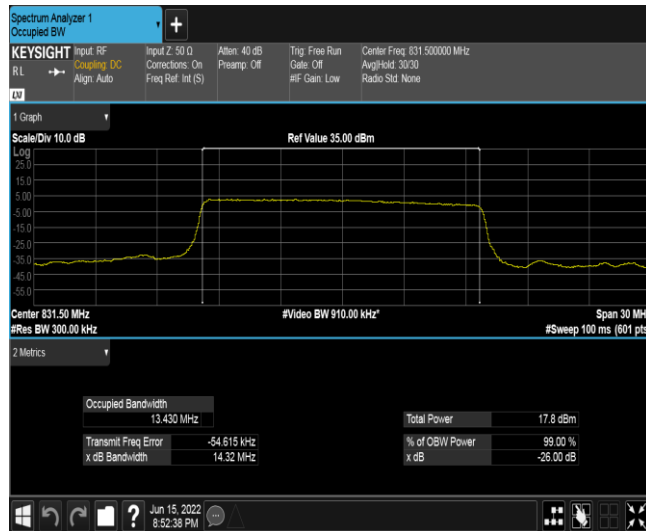 Spectrum Analyzer 1
Occupied BW
+
KEYSIGHT
RL
LXI
Input: RF
Coupling: DC
Align: Auto
Input Z: 50 Ω
Corrections: On
Freq Ref: Int (S)
Atten: 40 dB
Preamp: Off
Trig: Free Run
Gate: Off
#IF Gain: Low
Center Freq: 831.500000 MHz
Avg|Hold: 30/30
Radio Std: None
1 Graph
Scale/Div 10.0 dB
Ref Value 35.00 dBm
Log
25.0
15.0
5.00
-5.00
-15.0
-25.0
-35.0
-45.0
-55.0
Center 831.50 MHz
#Video BW 910.00 kHz*
Span 30 MH
#Res BW 300.00 kHz
#Sweep 100 ms (601 pts
2 Metrics
Occupied Bandwidth
13.430 MHz
Total Power 17.8 dBm
Transmit Freq Error -54.615 kHz
% of OBW Power 99.00 %
x dB Bandwidth 14.32 MHz
x dB -26.00 dB
?
Jun 15, 2022
8:52:38 PM